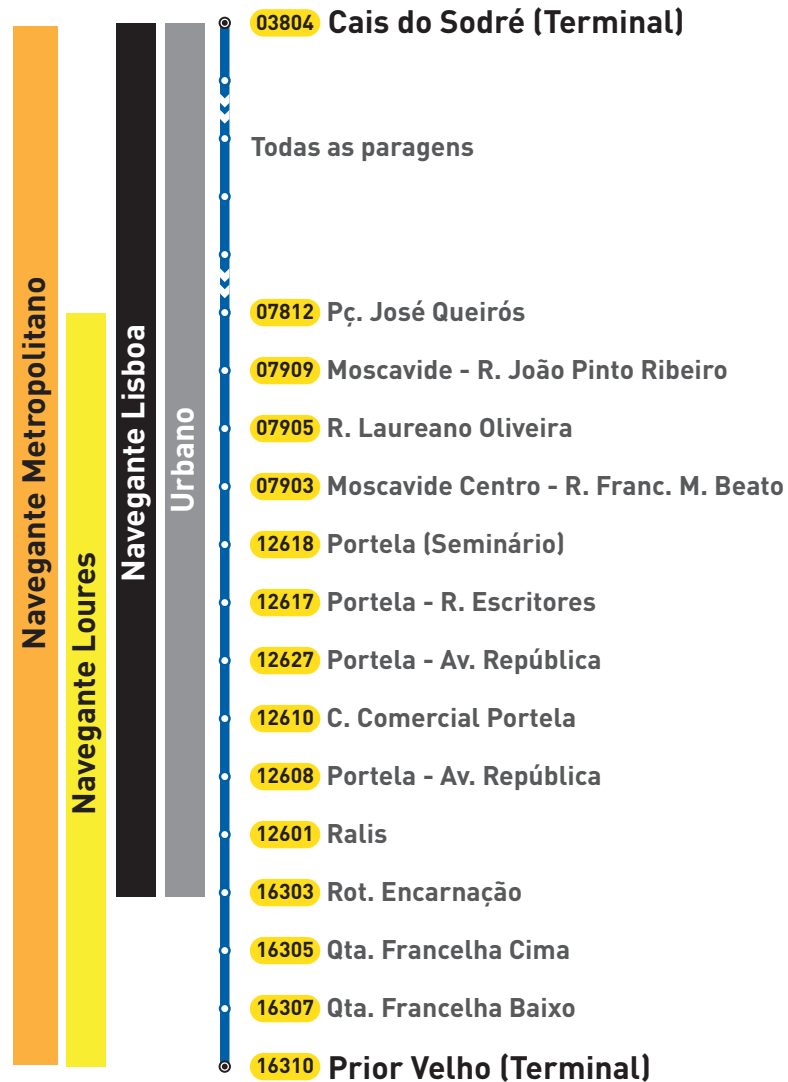 Navegante Metropolitano
Navegante Loures
Navegante Lisboa
Urbano
03804 Cais do Sodré (Terminal)
Todas as paragens
07812 Pç. José Queirós
07909 Moscavide - R. João Pinto Ribeiro
07905 R. Laureano Oliveira
07903 Moscavide Centro - R. Franc. M. Beato
12618 Portela (Seminário)
12617 Portela - R. Escritores
12627 Portela - Av. República
12610 C. Comercial Portela
12608 Portela - Av. República
12601 Ralis
16303 Rot. Encarnação
16305 Qta. Francelha Cima
16307 Qta. Francelha Baixo
16310 Prior Velho (Terminal)